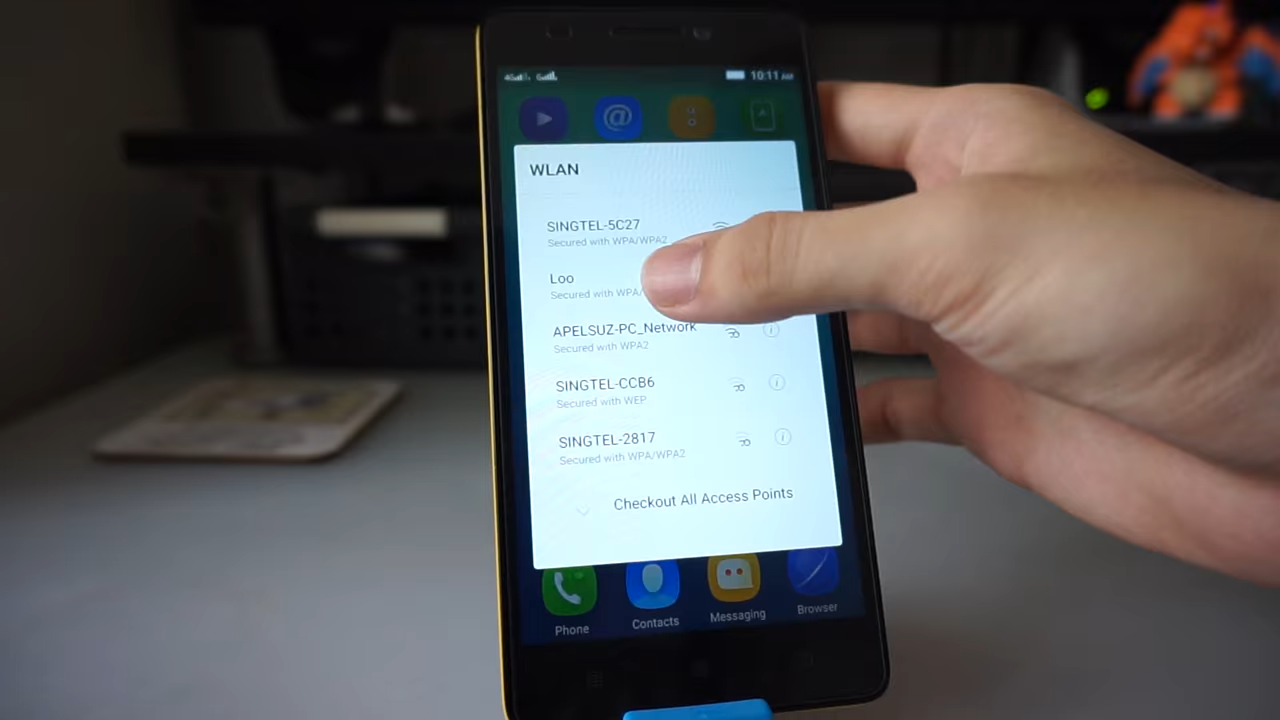 10:11 AM
@
WLAN
SINGTEL-5C27
Secured with WPA/WPA2
Loo
Secured with WPA/
APELSUZ-PC_Network
Secured with WPA2
SINGTEL-CCB6
Secured with WEP
SINGTEL-2817
Secured with WPA/WPA2
Checkout All Access Points
Phone
Contacts
Messaging
Browser